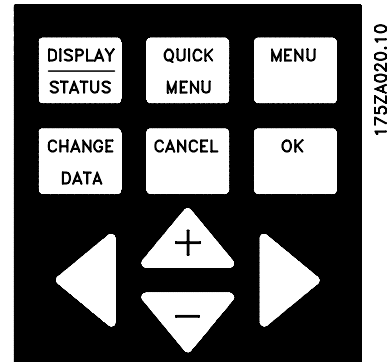 DISPLAY
STATUS
QUICK
MENU
MENU
CHANGE
DATA
CANCEL
OK
+
−
175ZA020.10